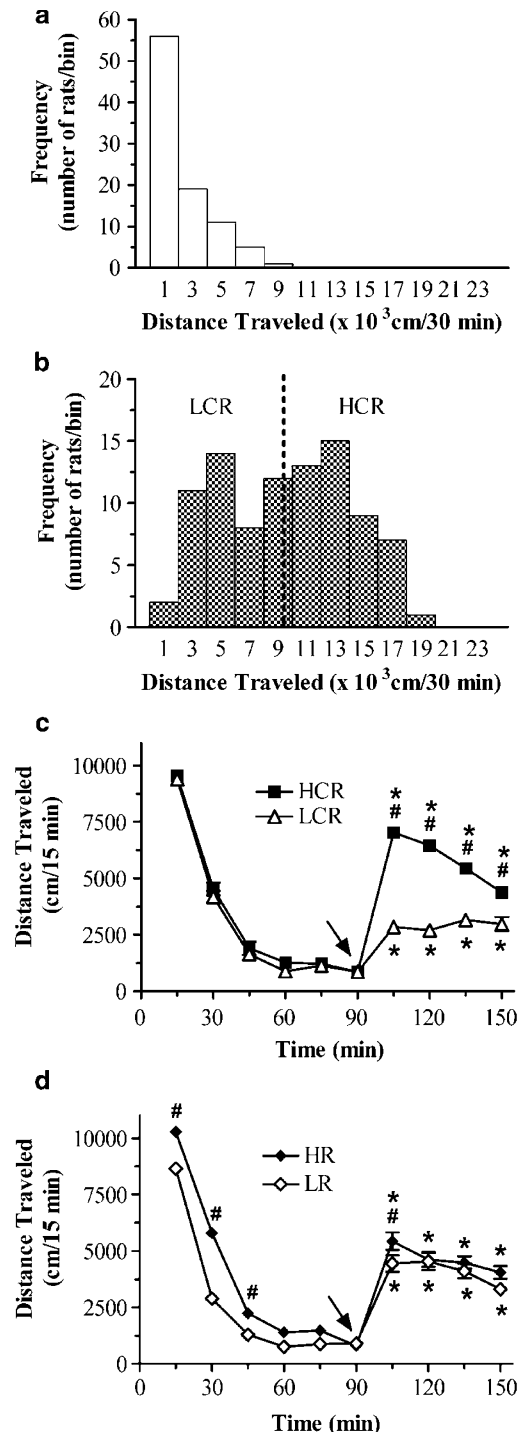 a
60
50
40
30
20
10
0
Frequency
(number of rats/bin)
1 3 5 7 9 11 13 15 17 19 21 23
Distance Traveled (x 10 3 cm/30 min)
b
20
15
10
5
0
Frequency
(number of rats/bin)
LCR HCR
1 3 5 7 9 11 13 15 17 19 21 23
Distance Traveled (x 10 3 cm/30 min)
c
10000
7500
5000
2500
0
Distance Traveled
(cm/15 min)
HCR
LCR
* * * *
# # # #
* * * *
0 30 60 90 120 150
Time (min)
d
10000
7500
5000
2500
0
Distance Traveled
(cm/15 min)
HR
LR
# # #
* * * *
#
* * * *
0 30 60 90 120 150
Time (min)